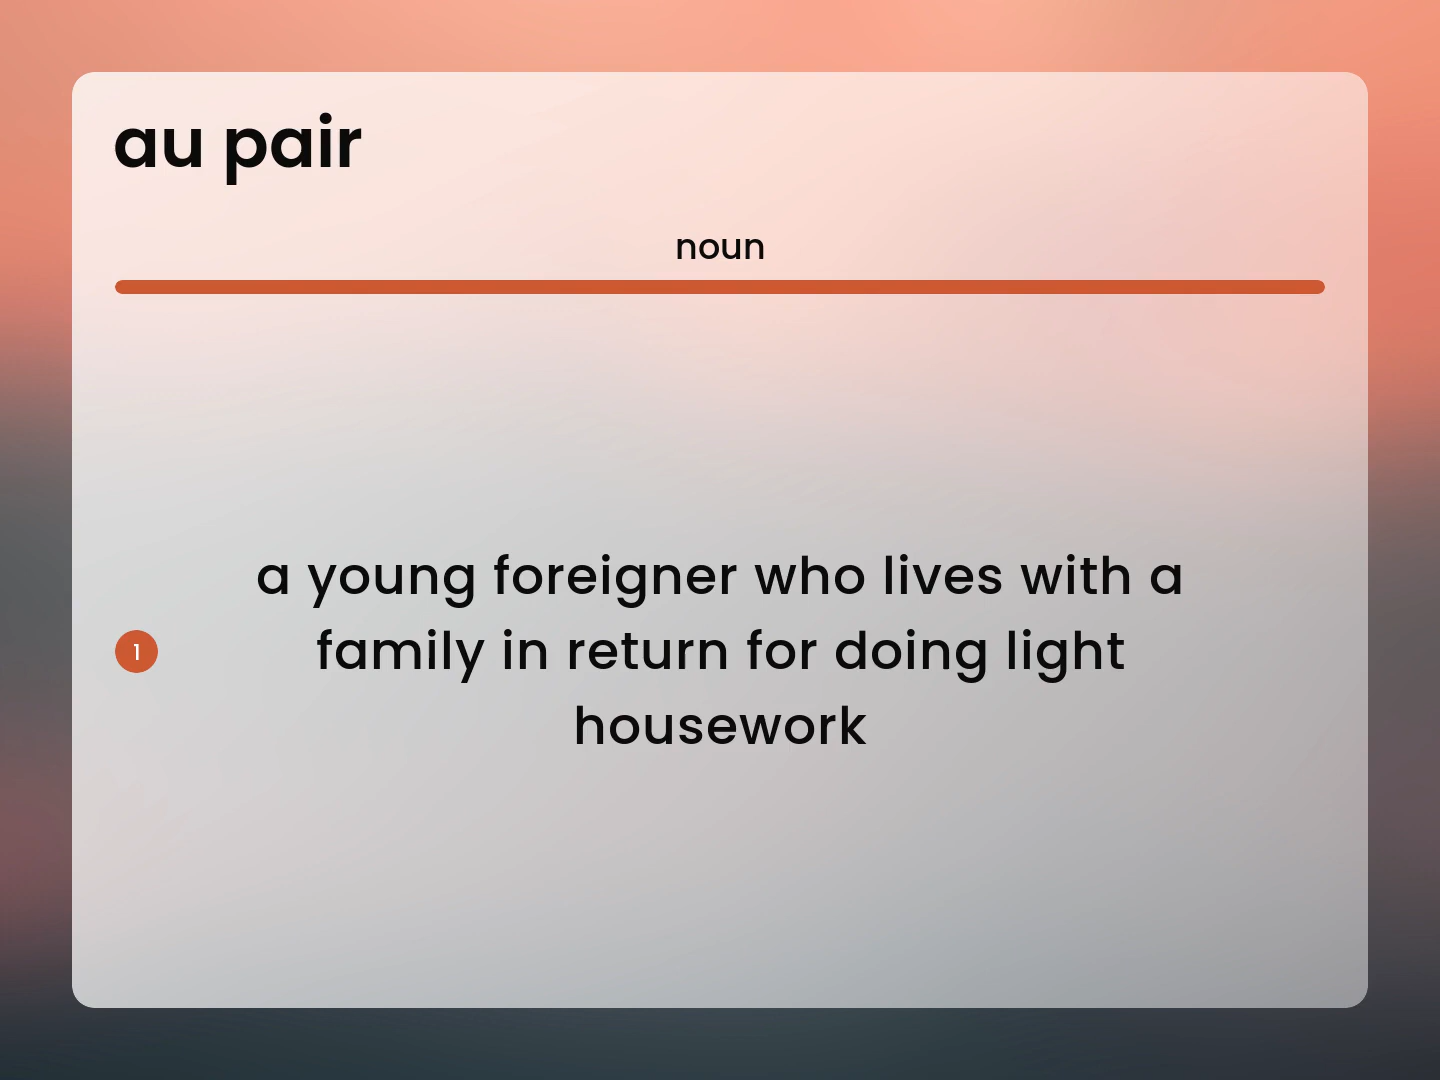 au pair
noun
a young foreigner who lives with a
1 family in return for doing light
housework